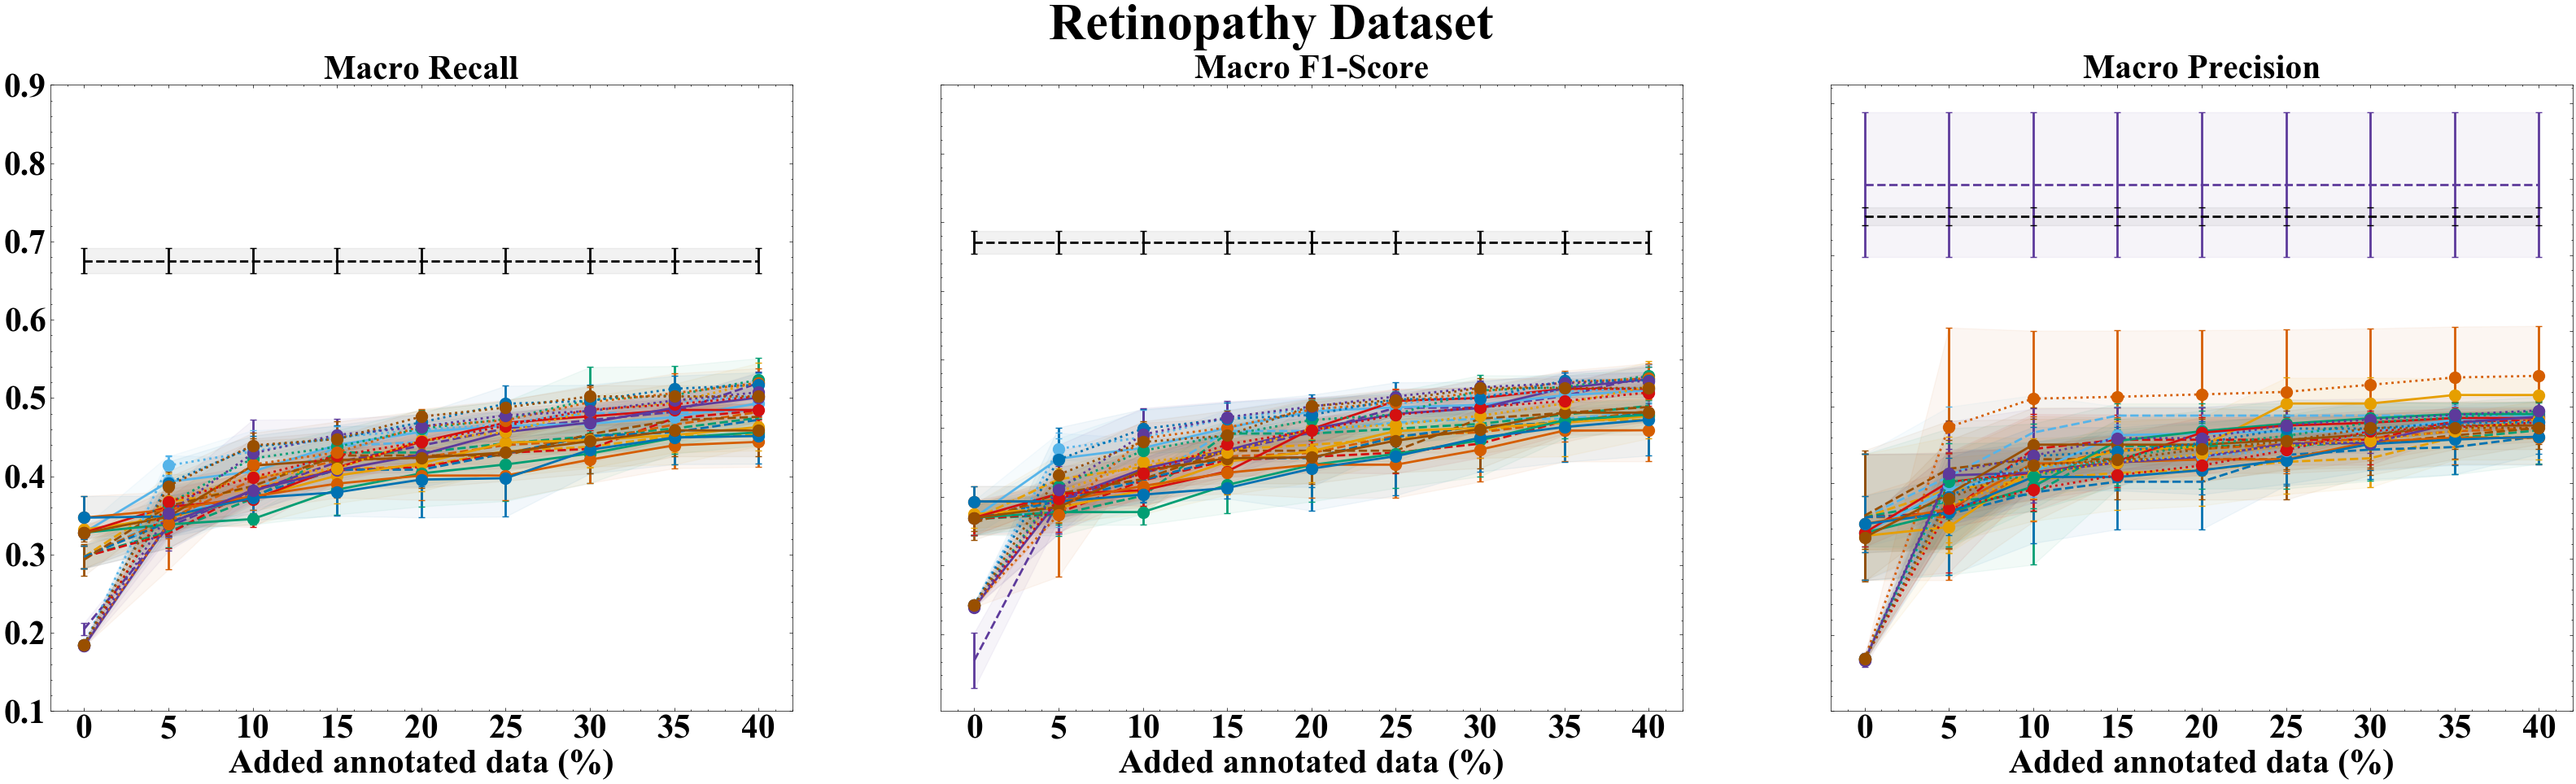 Retinopathy Dataset
Macro Recall
Macro F1-Score
Macro Precision
0.9
0.8
0.7
0.6
0.5
0.4
0.3
0.2
0.1
0 5 10 15 20 25 30 35 40
0 5 10 15 20 25 30 35 40
0 5 10 15 20 25 30 35 40
Added annotated data (%)
Added annotated data (%)
Added annotated data (%)